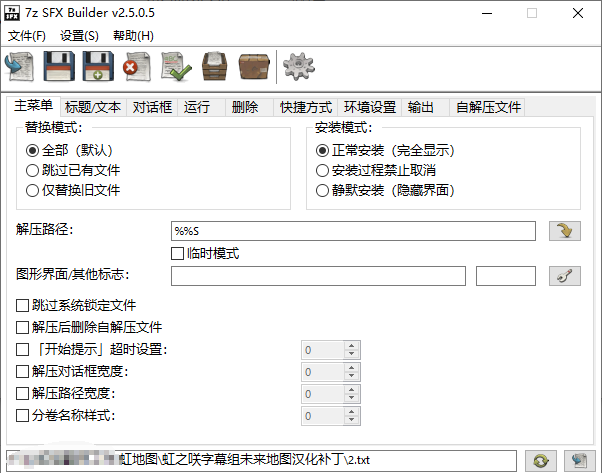 7z SFX
7z SFX Builder v2.5.0.5
文件(F) 设置(S) 帮助(H)
主菜单 标题/文本 对话框 运行 删除 快捷方式 环境设置 输出 自解压文件
替换模式: 安装模式:
全部（默认） 正常安装（完全显示）
跳过已有文件 安装过程禁止取消
仅替换旧文件 静默安装（隐藏界面）
解压路径: %%S
临时模式
图形界面/其他标志:
跳过系统锁定文件
解压后删除自解压文件
「开始提示」超时设置: 0
解压对话框宽度: 0
解压路径宽度: 0
分卷名称样式: 0
虹地图\虹之咲字幕组未来地图汉化补丁\2.txt